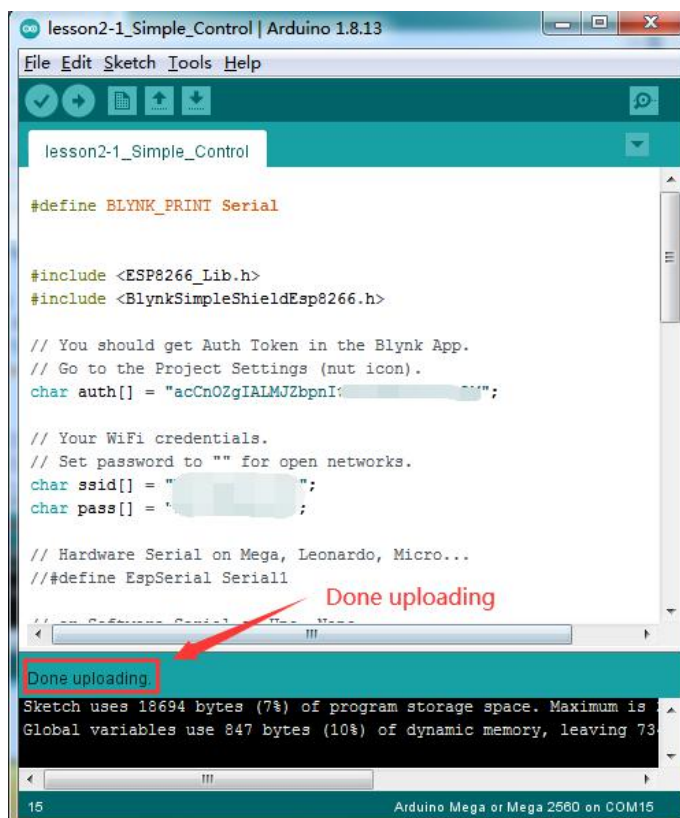 lesson2-1_Simple_Control | Arduino 1.8.13
File Edit Sketch Tools Help
lesson2-1_Simple_Control
#define BLYNK_PRINT Serial
#include <ESP8266_Lib.h>
#include <BlynkSimpleShieldEsp8266.h>
// You should get Auth Token in the Blynk App.
// Go to the Project Settings (nut icon).
char auth[] = "
// Your WiFi credentials.
// Set password to "" for open networks.
char ssid[] = " ";
char pass[] = " ;
// Hardware Serial on Mega, Leonardo, Micro...
//#define EspSerial Serial1
Done uploading
Done uploading.
Sketch uses 18694 bytes (7%) of program storage space. Maximum is
Global variables use 847 bytes (10%) of dynamic memory, leaving
15
Arduino Mega or Mega 2560 on COM15